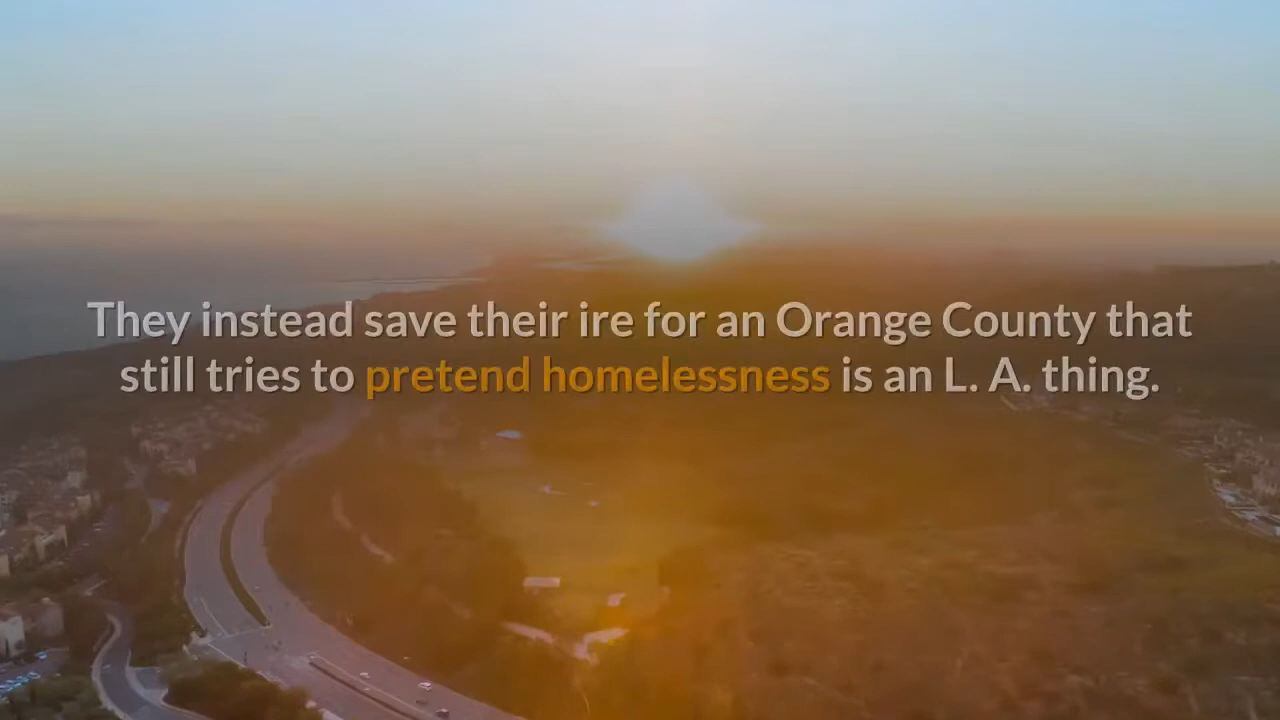 They instead save their ire for an Orange County that
still tries to pretend homelessness is an L. A. thing.